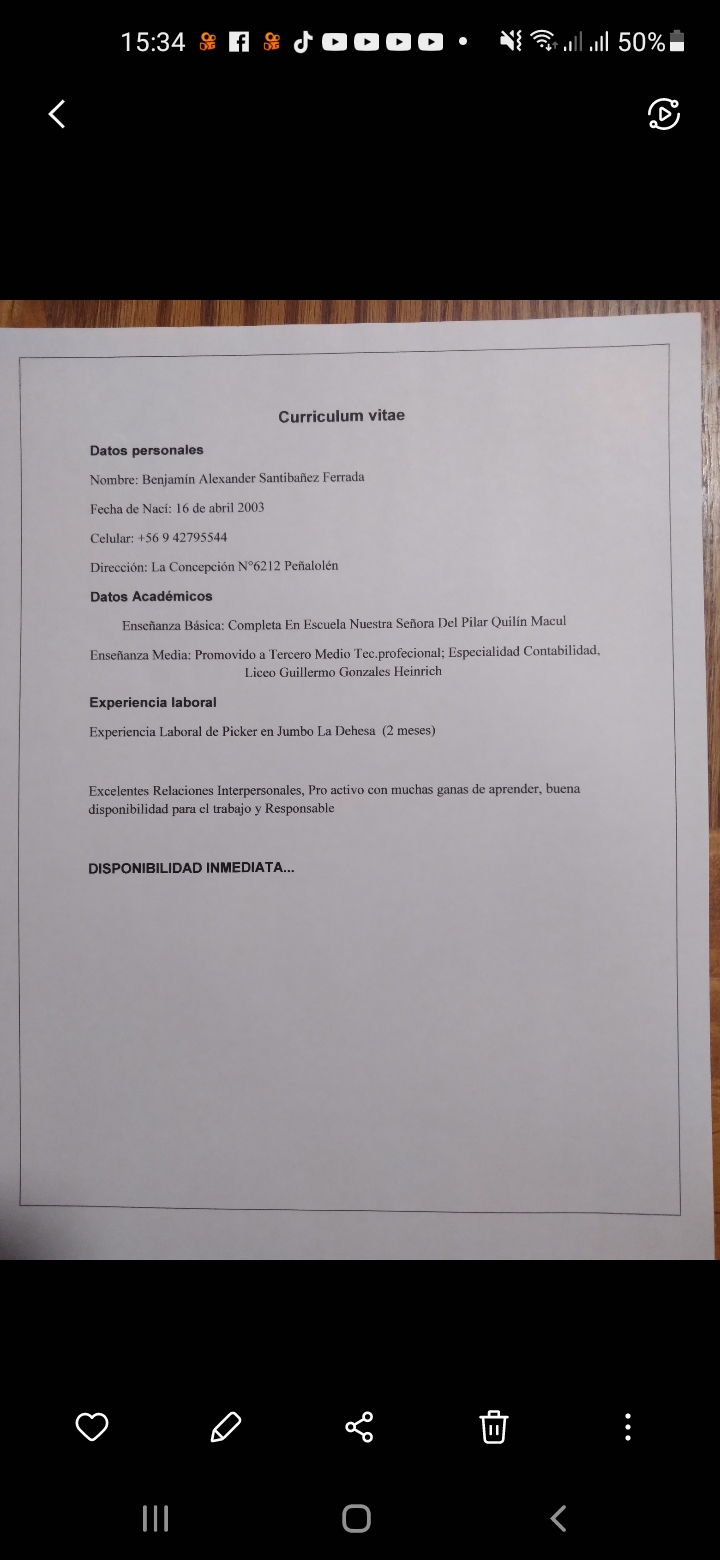 15:34
50%
Curriculum vitae
Datos personales
Nombre: Benjamín Alexander Santibañez Ferrada
Fecha de Nací: 16 de abril 2003
Celular: +56 9 42795544
Dirección: La Concepción N°6212 Peñalolén
Datos Académicos
Enseñanza Básica: Completa En Escuela Nuestra Señora Del Pilar Quilín Macul
Enseñanza Media: Promovido a Tercero Medio Tec.profecional; Especialidad Contabilidad,
Liceo Guillermo Gonzales Heinrich
Experiencia laboral
Experiencia Laboral de Picker en Jumbo La Dehesa (2 meses)
Excelentes Relaciones Interpersonales, Pro activo con muchas ganas de aprender, buena
disponibilidad para el trabajo y Responsable
DISPONIBILIDAD INMEDIATA...